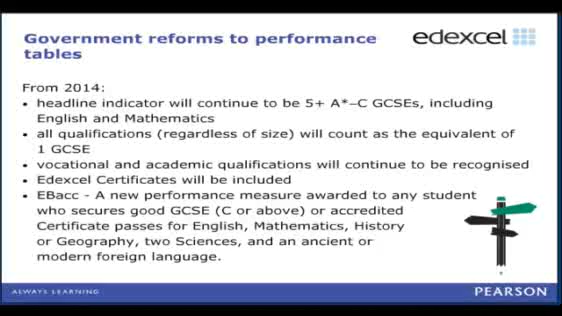 Government reforms to performance
tables
edexcel
From 2014:
• headline indicator will continue to be 5+ A*–C GCSEs, including
English and Mathematics
• all qualifications (regardless of size) will count as the equivalent of
1 GCSE
• vocational and academic qualifications will continue to be recognised
• Edexcel Certificates will be included
• EBacc - A new performance measure awarded to any student
who secures good GCSE (C or above) or accredited
Certificate passes for English, Mathematics, History
or Geography, two Sciences, and an ancient or
modern foreign language.
ALWAYS LEARNING
PEARSON